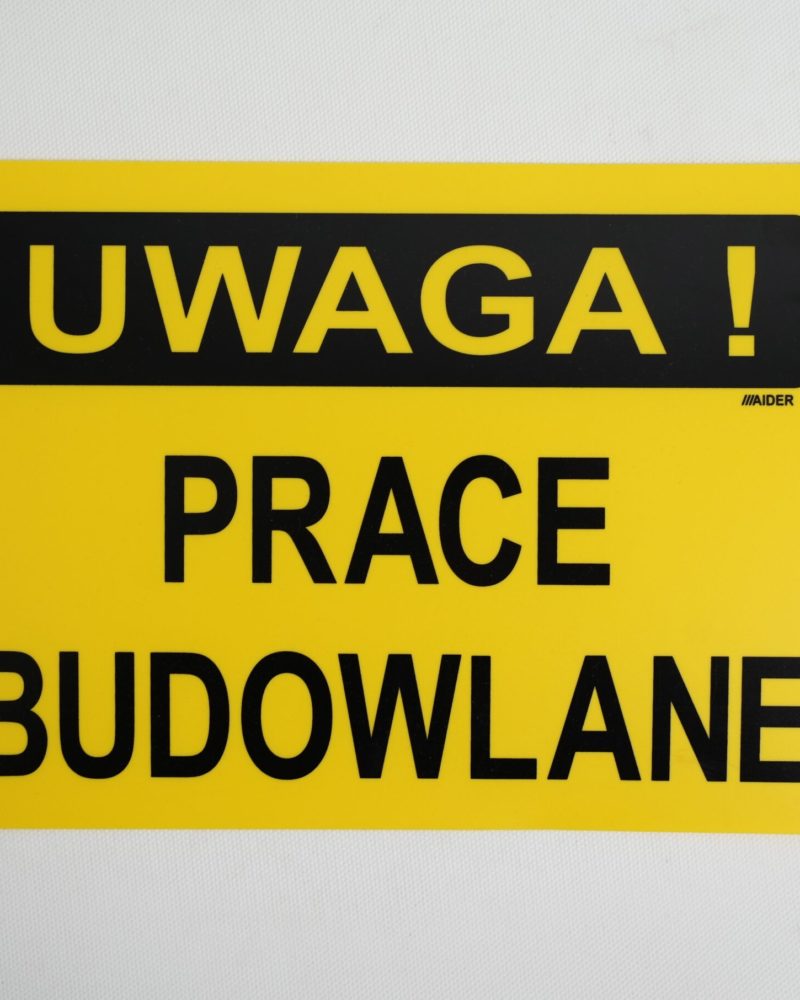 UWAGA !
///AIDER
PRACE
BUDOWLANE